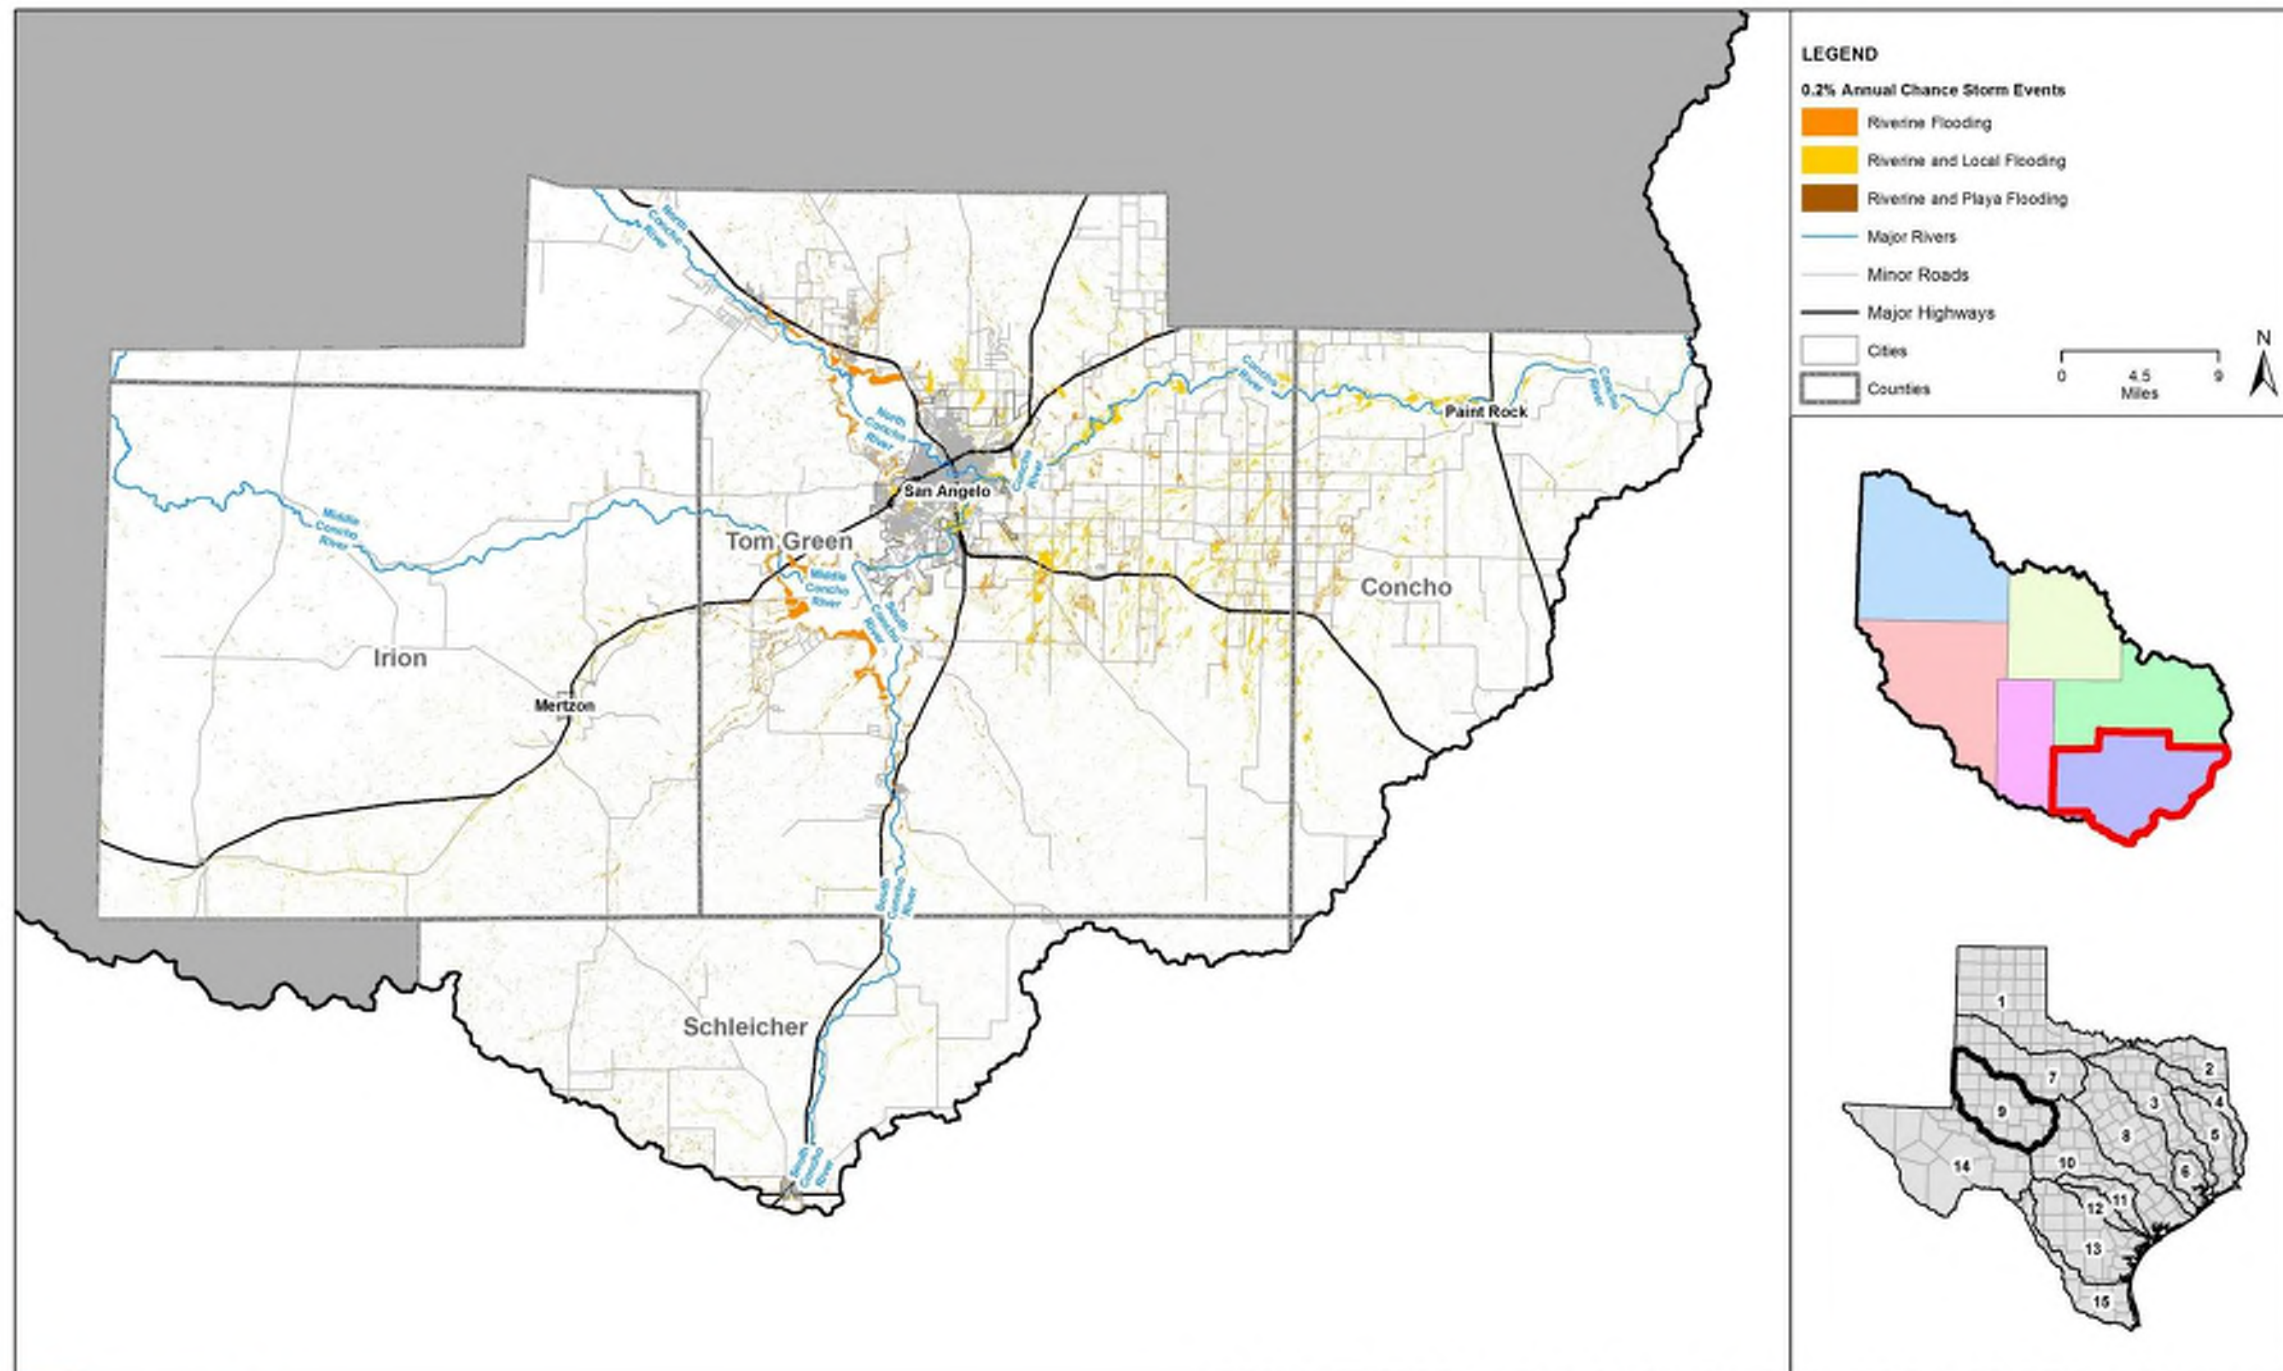 North
Concho
River
North
Concho
River
Concho
River
Concho
River
Paint Rock
Concho
River
San Angelo
Middle
Concho
River
Tom Green
Middle
Concho
River
South
Concho
River
Concho
Irion
Mertzon
South
Concho
River
Schleicher
South
Concho
River
LEGEND
0.2% Annual Chance Storm Events
Riverine Flooding
Riverine and Local Flooding
Riverine and Playa Flooding
Major Rivers
Minor Roads
Major Highways
Cities
Counties
N
0 4.5 9
Miles
1
2
7
3
4
9
8
5
14
10
6
12
11
13
15